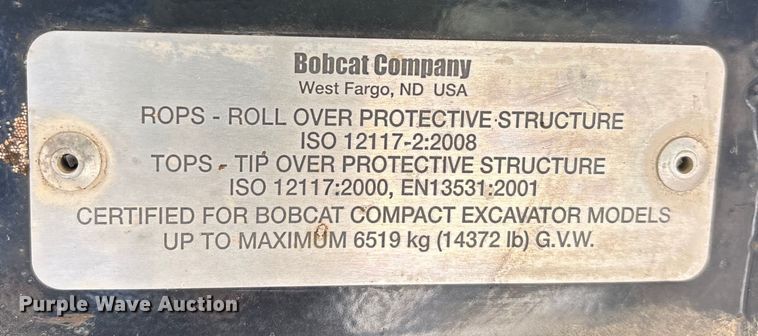 Bobcat Company
West Fargo, ND USA
ROPS - ROLL OVER PROTECTIVE STRUCTURE
ISO 12117-2:2008
TOPS - TIP OVER PROTECTIVE STRUCTURE
ISO 12117:2000, EN13531:2001
CERTIFIED FOR BOBCAT COMPACT EXCAVATOR MODELS
UP TO MAXIMUM 6519 kg (14372 lb) G.V.W.
Purple Wave Auction